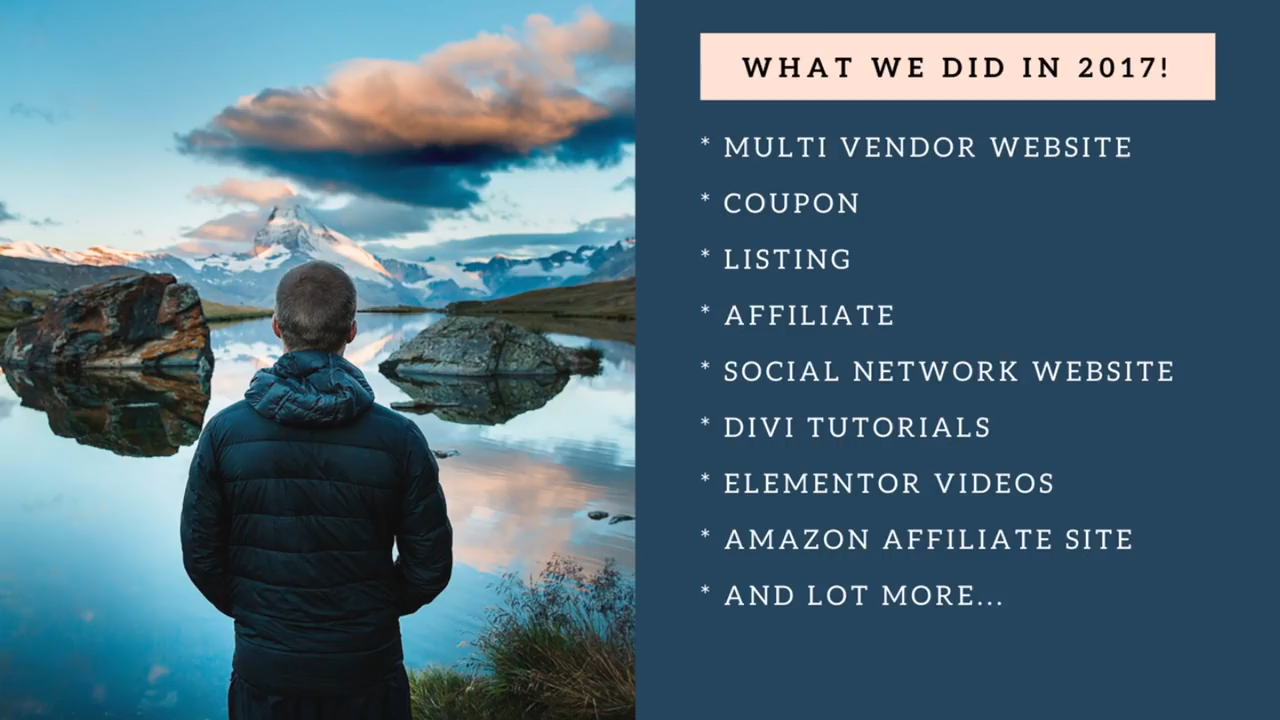 WHAT WE DID IN 2017!
* MULTI VENDOR WEBSITE
* COUPON
* LISTING
* AFFILIATE
* SOCIAL NETWORK WEBSITE
* DIVI TUTORIALS
* ELEMENTOR VIDEOS
* AMAZON AFFILIATE SITE
* AND LOT MORE...